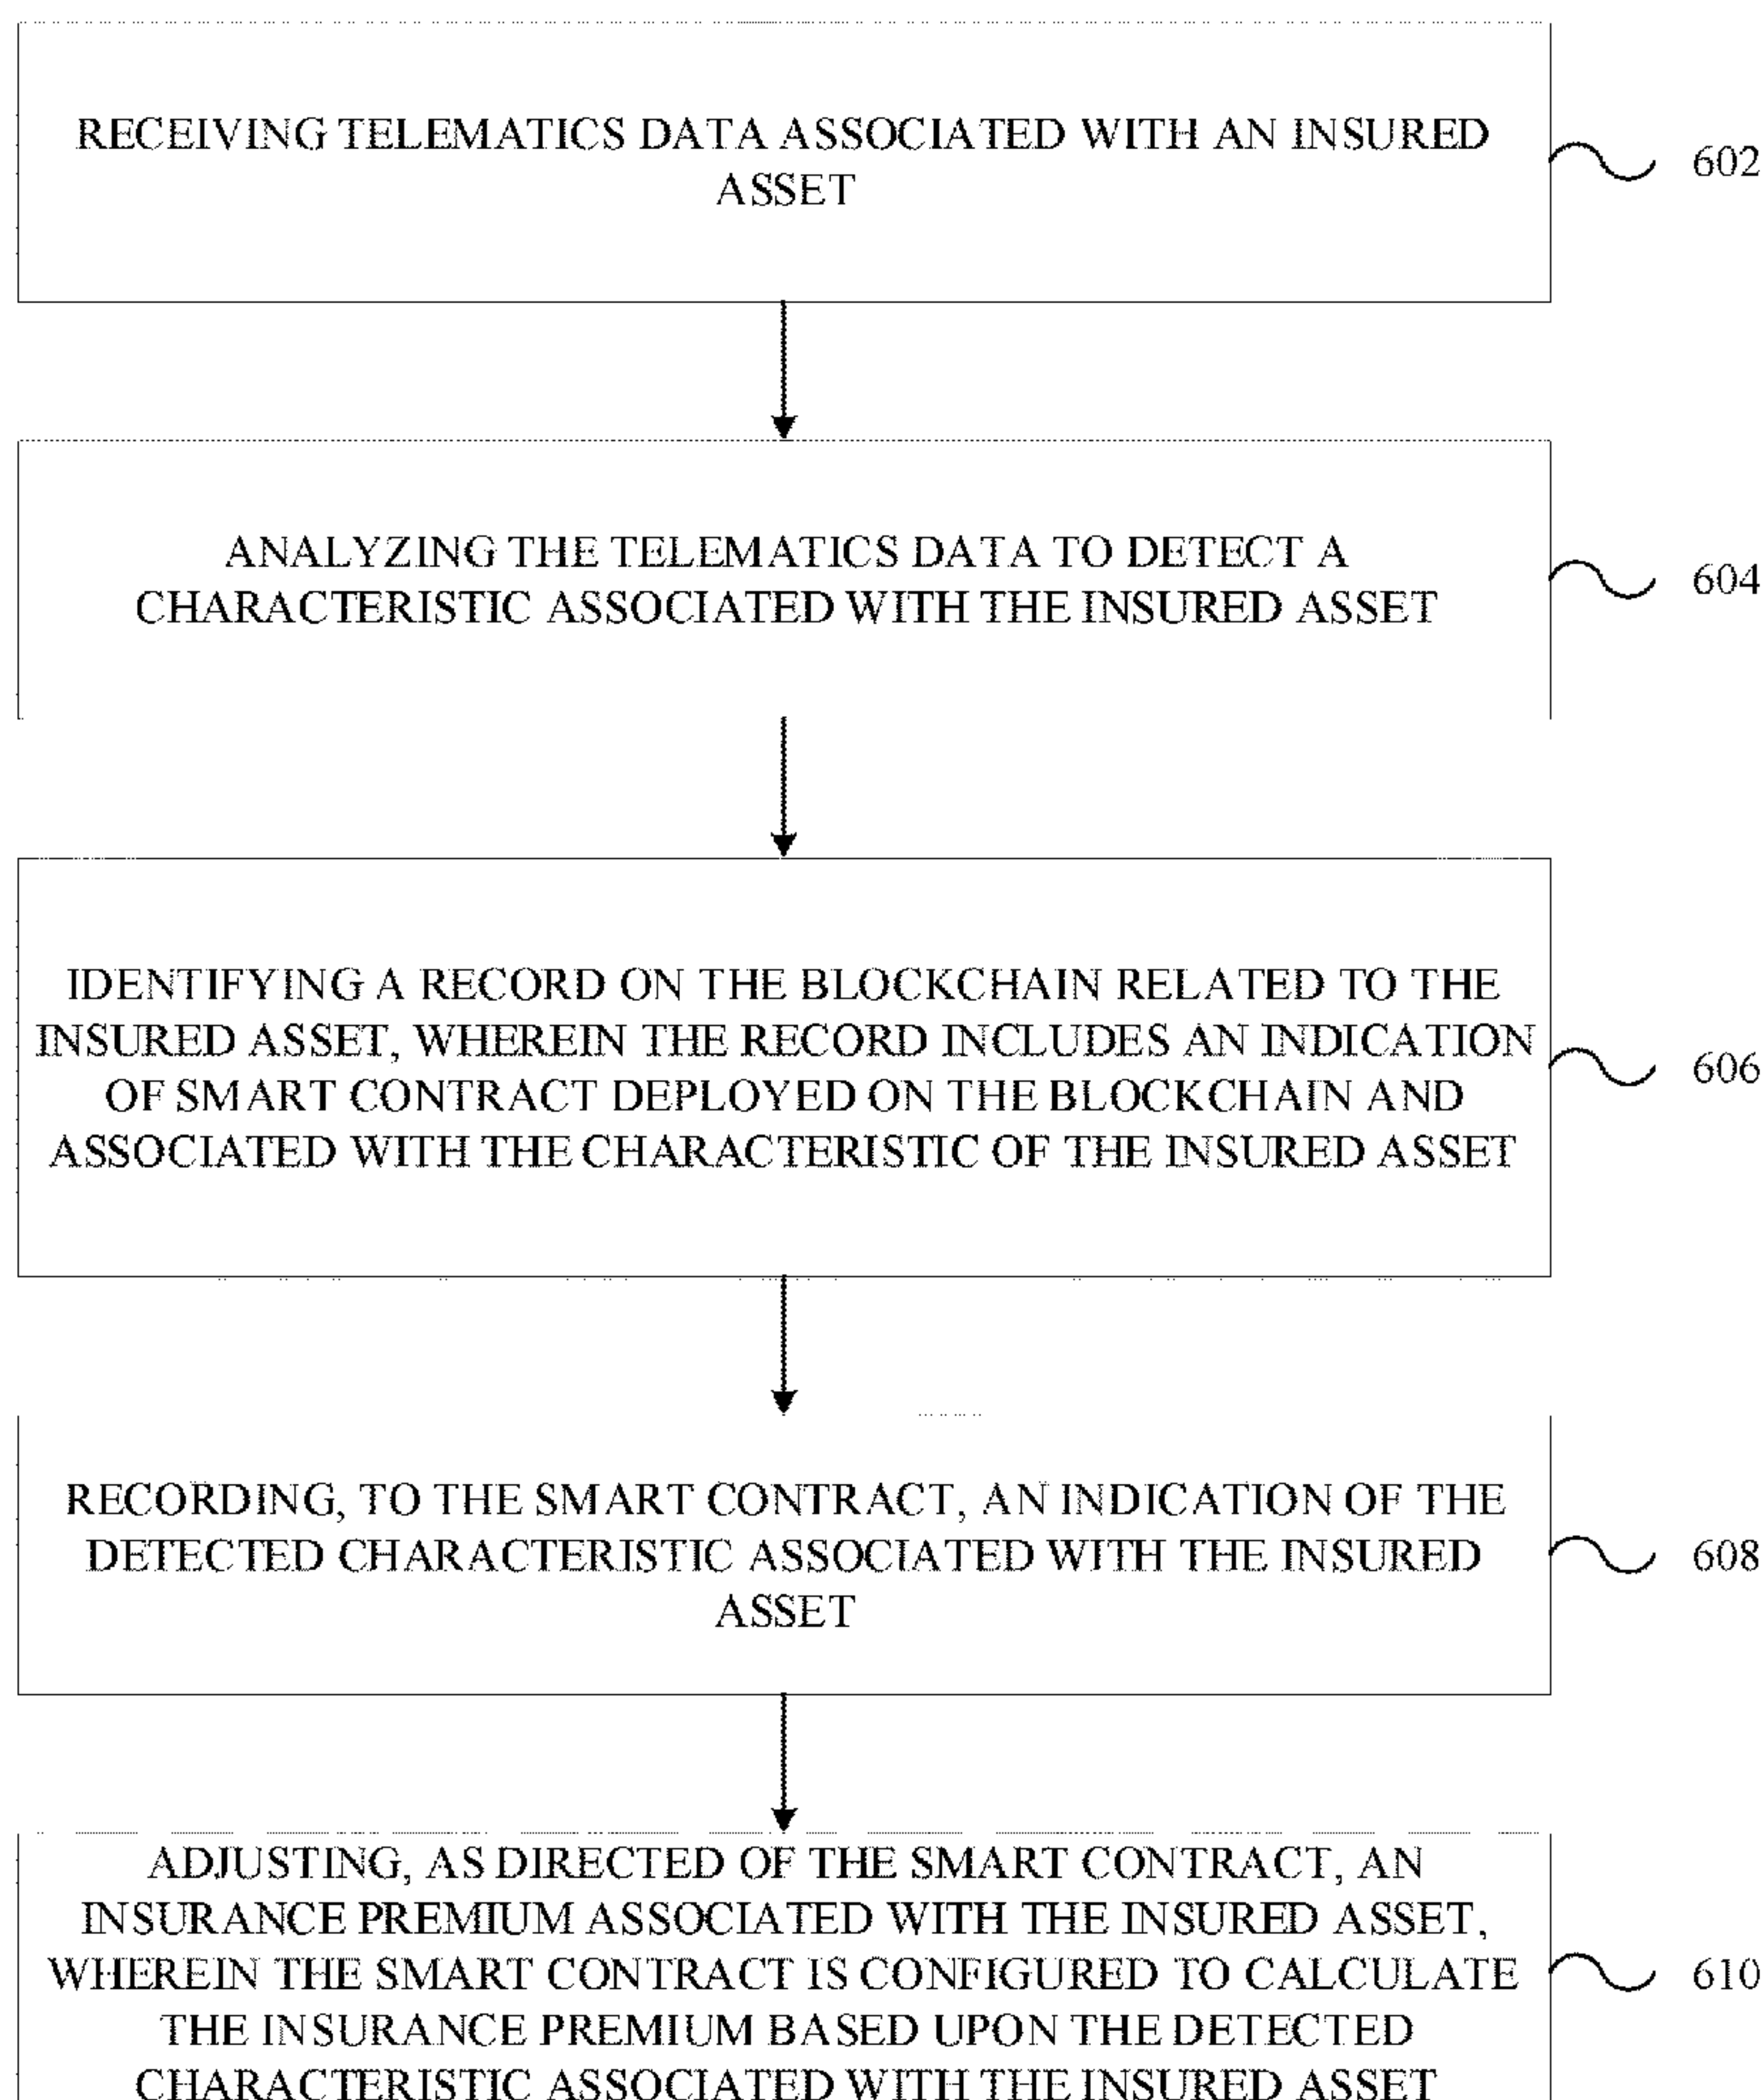 RECEIVING TELEMATICS DATA ASSOCIATED WITH AN INSURED
ASSET
602
ANALYZING THE TELEMATICS DATA TO DETECT A
CHARACTERISTIC ASSOCIATED WITH THE INSURED ASSET
604
IDENTIFYING A RECORD ON THE BLOCKCHAIN RELATED TO THE
INSURED ASSET, WHEREIN THE RECORD INCLUDES AN INDICATION
OF SMART CONTRACT DEPLOYED ON THE BLOCKCHAIN AND
ASSOCIATED WITH THE CHARACTERISTIC OF THE INSURED ASSET
606
RECORDING, TO THE SMART CONTRACT, AN INDICATION OF THE
DETECTED CHARACTERISTIC ASSOCIATED WITH THE INSURED
ASSET
608
ADJUSTING, AS DIRECTED OF THE SMART CONTRACT, AN
INSURANCE PREMIUM ASSOCIATED WITH THE INSURED ASSET,
WHEREIN THE SMART CONTRACT IS CONFIGURED TO CALCULATE
THE INSURANCE PREMIUM BASED UPON THE DETECTED
CHARACTERISTIC ASSOCIATED WITH THE INSURED ASSET
610